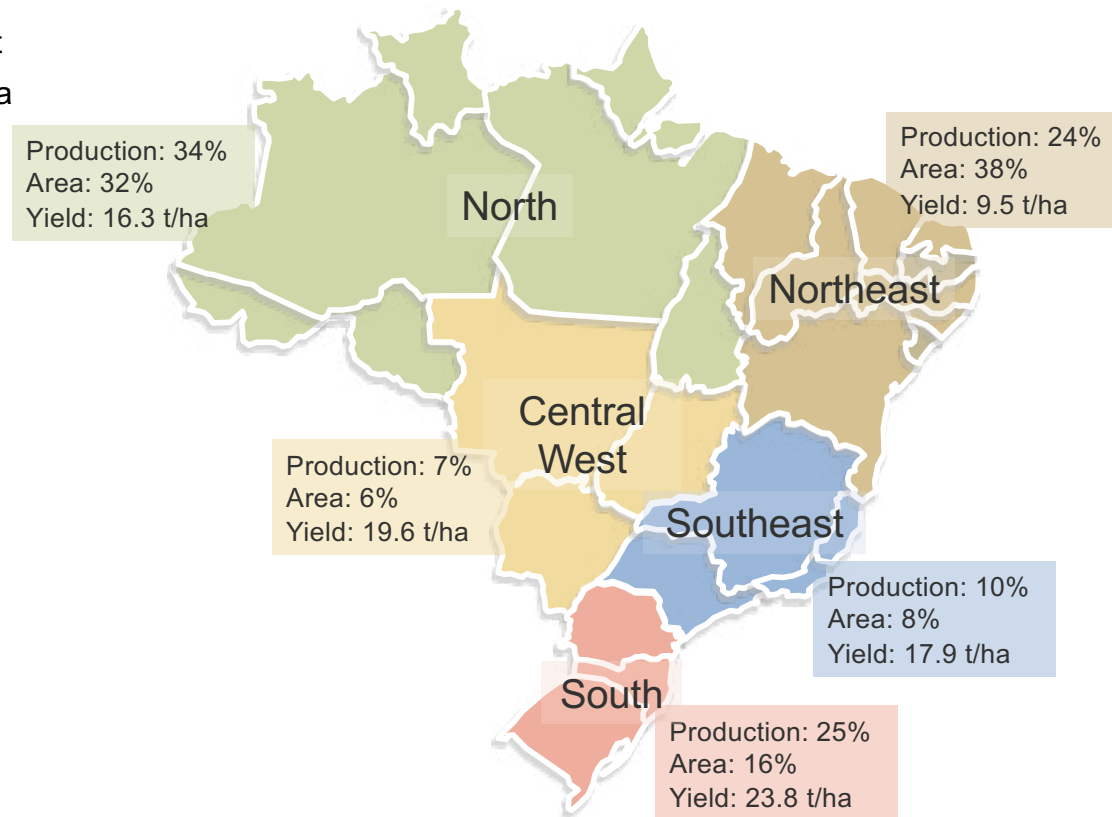 t
a
Production: 34%
Area: 32%
Yield: 16.3 t/ha
North
Production: 24%
Area: 38%
Yield: 9.5 t/ha
Northeast
Central
West
Production: 7%
Area: 6%
Yield: 19.6 t/ha
Southeast
Production: 10%
Area: 8%
Yield: 17.9 t/ha
South
Production: 25%
Area: 16%
Yield: 23.8 t/ha